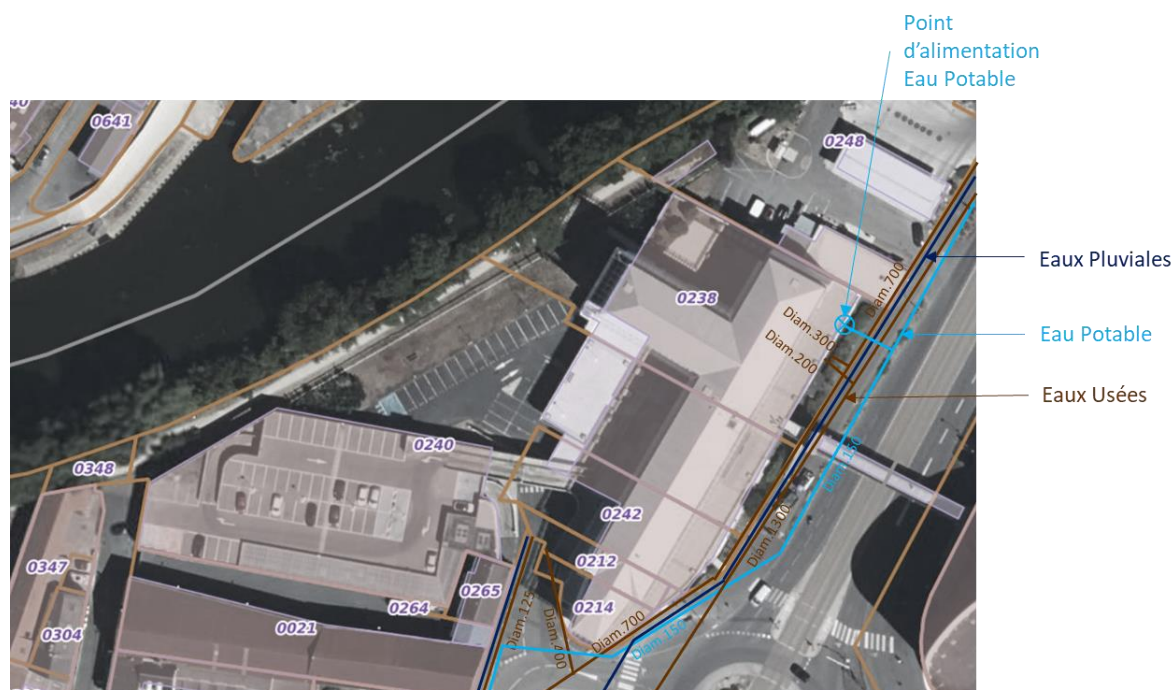 Point
d’alimentation
Eau Potable
0641
0248
Eaux Pluviales
Diam.700
0238
Diam.300
Eau Potable
Diam.200
Eaux Usées
0240
0348
Diam.150
0242
Diam.1300
0347
0212
0265
0264
0214
0304
0021
Diam.125
Diam.400
Diam.700
Diam.150